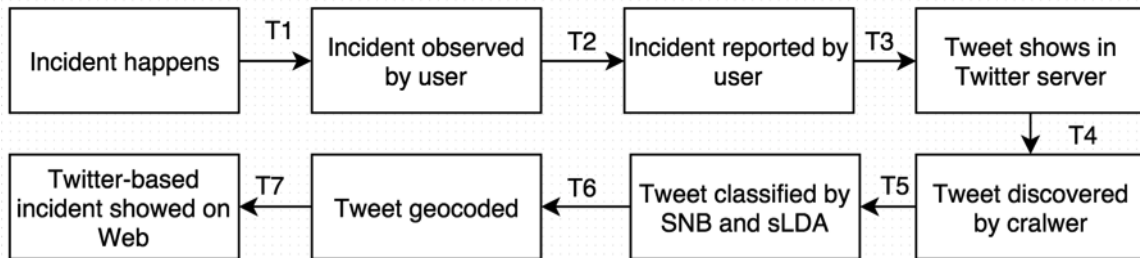 Incident happens
T1
Incident observed
by user
T2
Incident reported by
user
T3
Tweet shows in
Twitter server
T4
Tweet discovered
by cralwer
T5
Tweet classified by
SNB and sLDA
T6
Tweet geocoded
T7
Twitter-based
incident showed on
Web